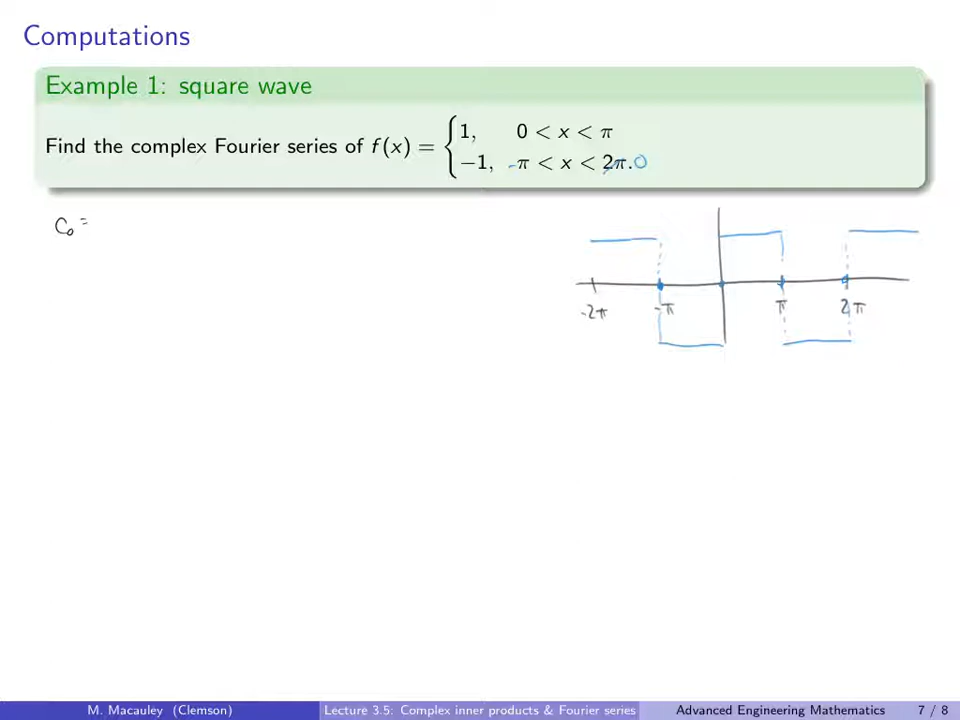 Computations
Example 1: square wave
Find the complex Fourier series of f(x) = { 1, 0 < x < π
−1, -π < x < 2π. 0
C₀ =
-2π -π π 2π
M. Macauley (Clemson) Lecture 3.5: Complex inner products & Fourier series Advanced Engineering Mathematics 7 / 8